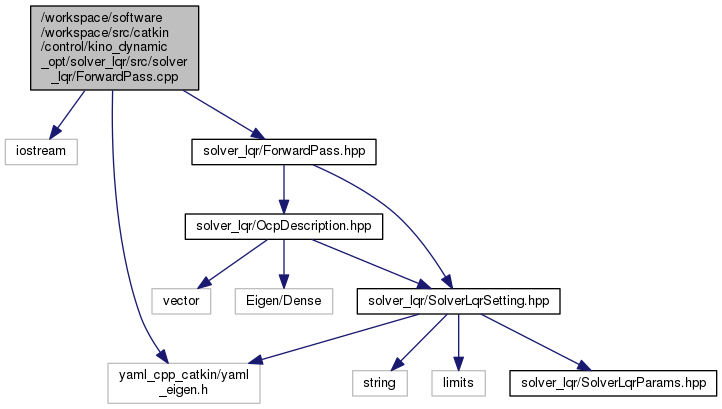 /workspace/software
/workspace/src/catkin
/control/kino_dynamic
_opt/solver_lqr/src/solver
_lqr/ForwardPass.cpp
iostream
solver_lqr/ForwardPass.hpp
solver_lqr/OcpDescription.hpp
vector
Eigen/Dense
solver_lqr/SolverLqrSetting.hpp
yaml_cpp_catkin/yaml
_eigen.h
string
limits
solver_lqr/SolverLqrParams.hpp